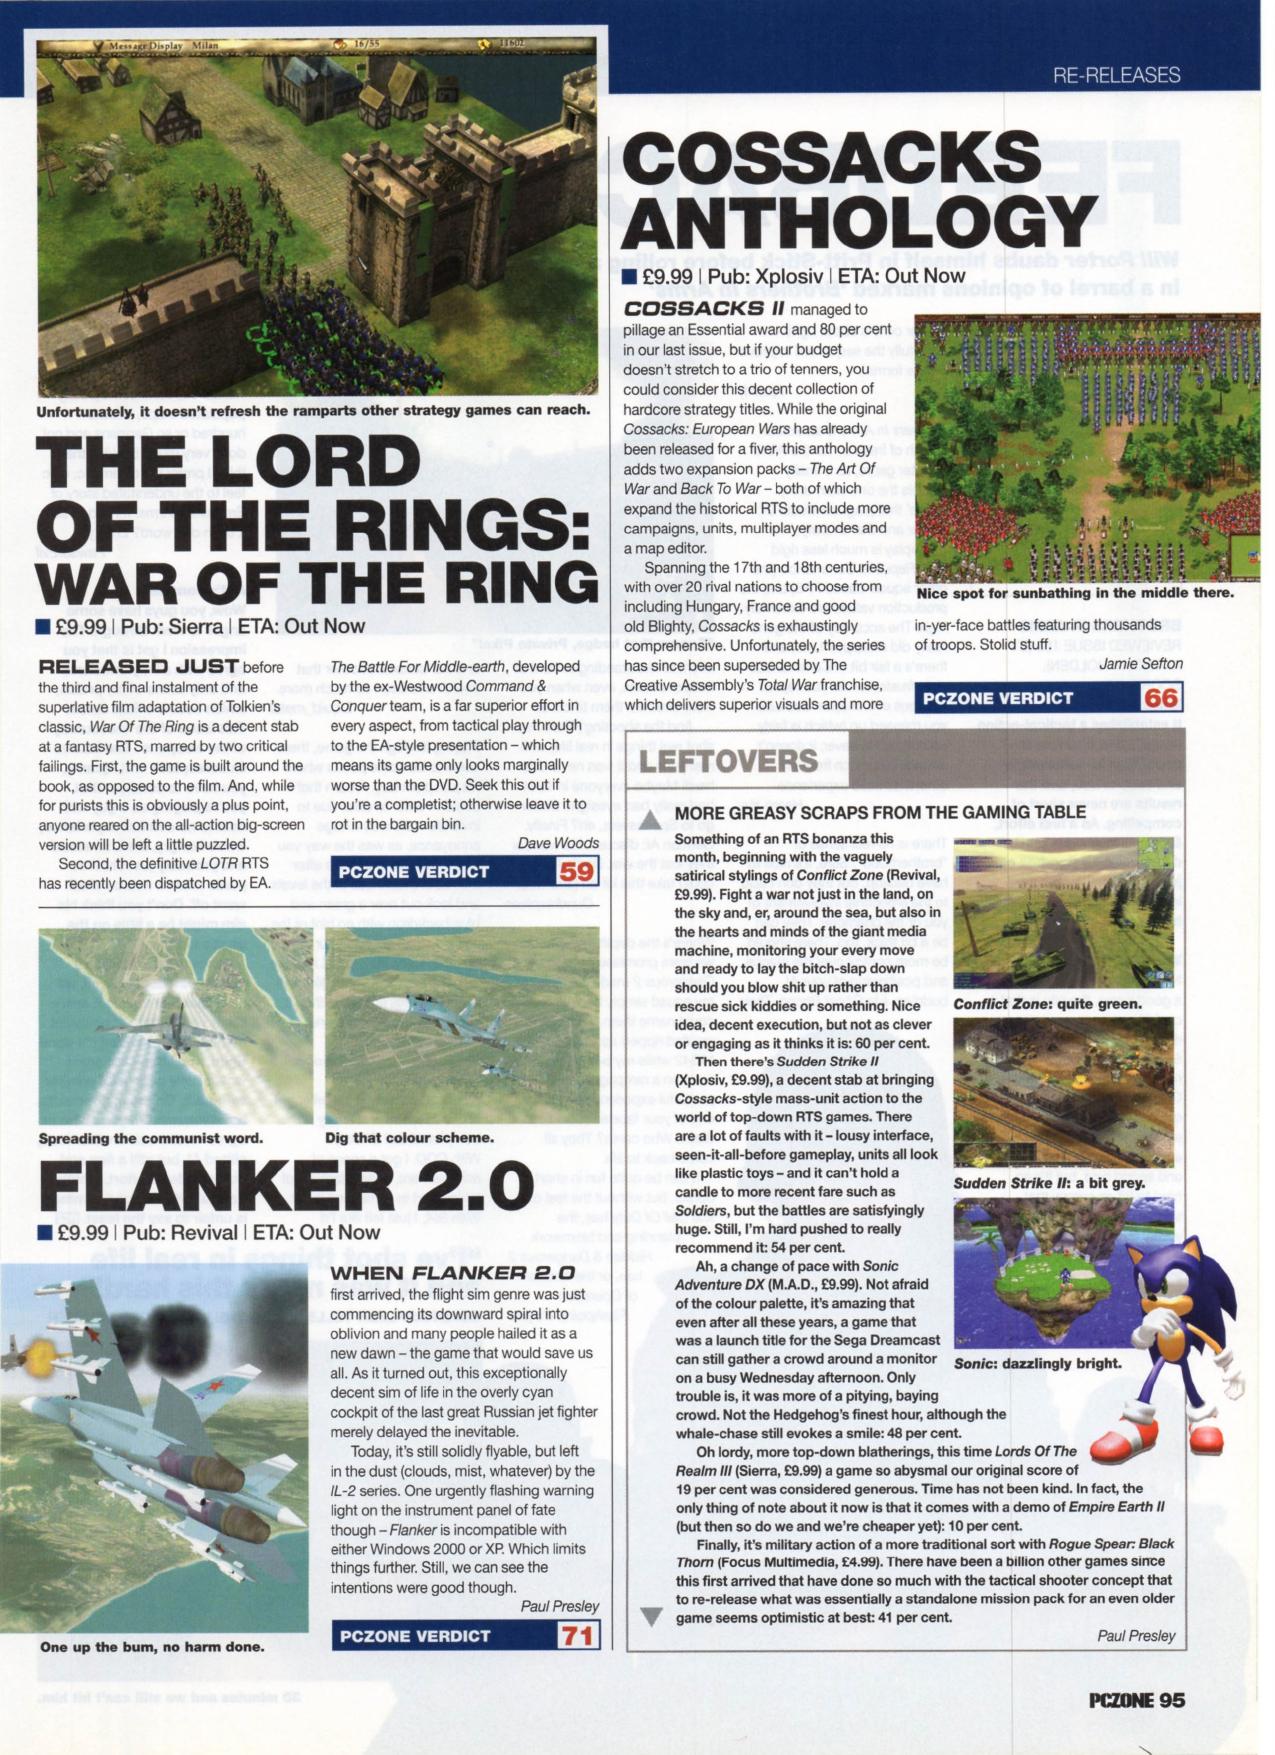 RE-RELEASES
Message Display Milan
16/55
11602
Unfortunately, it doesn't refresh the ramparts other strategy games can reach.
THE LORD
OF THE RINGS:
WAR OF THE RING
£9.99 | Pub: Sierra | ETA: Out Now
RELEASED JUST before
the third and final instalment of the
superlative film adaptation of Tolkien's
classic, War Of The Ring is a decent stab
at a fantasy RTS, marred by two critical
failings. First, the game is built around the
book, as opposed to the film. And, while
for purists this is obviously a plus point,
anyone reared on the all-action big-screen
version will be left a little puzzled.
Second, the definitive LOTR RTS
has recently been dispatched by EA.
The Battle For Middle-earth, developed
by the ex-Westwood Command &
Conquer team, is a far superior effort in
every aspect, from tactical play through
to the EA-style presentation – which
means its game only looks marginally
worse than the DVD. Seek this out if
you're a completist; otherwise leave it to
rot in the bargain bin.
Dave Woods
PCZONE VERDICT 59
Spreading the communist word.
Dig that colour scheme.
FLANKER 2.0
£9.99 | Pub: Revival | ETA: Out Now
WHEN FLANKER 2.0
first arrived, the flight sim genre was just
commencing its downward spiral into
oblivion and many people hailed it as a
new dawn – the game that would save us
all. As it turned out, this exceptionally
decent sim of life in the overly cyan
cockpit of the last great Russian jet fighter
merely delayed the inevitable.
Today, it's still solidly flyable, but left
in the dust (clouds, mist, whatever) by the
IL-2 series. One urgently flashing warning
light on the instrument panel of fate
though – Flanker is incompatible with
either Windows 2000 or XP. Which limits
things further. Still, we can see the
intentions were good though.
Paul Presley
PCZONE VERDICT 71
One up the bum, no harm done.
COSSACKS
ANTHOLOGY
£9.99 | Pub: Xplosiv | ETA: Out Now
COSSACKS II managed to
pillage an Essential award and 80 per cent
in our last issue, but if your budget
doesn't stretch to a trio of tenners, you
could consider this decent collection of
hardcore strategy titles. While the original
Cossacks: European Wars has already
been released for a fiver, this anthology
adds two expansion packs – The Art Of
War and Back To War – both of which
expand the historical RTS to include more
campaigns, units, multiplayer modes and
a map editor.
Spanning the 17th and 18th centuries,
with over 20 rival nations to choose from
including Hungary, France and good
old Blighty, Cossacks is exhaustingly
comprehensive. Unfortunately, the series
has since been superseded by The
Creative Assembly's Total War franchise,
which delivers superior visuals and more
Nice spot for sunbathing in the middle there.
in-yer-face battles featuring thousands
of troops. Stolid stuff.
Jamie Sefton
PCZONE VERDICT 66
LEFTOVERS
MORE GREASY SCRAPS FROM THE GAMING TABLE
Something of an RTS bonanza this
month, beginning with the vaguely
satirical stylings of Conflict Zone (Revival,
£9.99). Fight a war not just in the land, on
the sky and, er, around the sea, but also in
the hearts and minds of the giant media
machine, monitoring your every move
and ready to lay the bitch-slap down
should you blow shit up rather than
rescue sick kiddies or something. Nice
idea, decent execution, but not as clever
or engaging as it thinks it is: 60 per cent.
Then there's Sudden Strike II
(Xplosiv, £9.99), a decent stab at bringing
Cossacks-style mass-unit action to the
world of top-down RTS games. There
are a lot of faults with it – lousy interface,
seen-it-all-before gameplay, units all look
like plastic toys – and it can't hold a
candle to more recent fare such as
Soldiers, but the battles are satisfyingly
huge. Still, I'm hard pushed to really
recommend it: 54 per cent.
Ah, a change of pace with Sonic
Adventure DX (M.A.D., £9.99). Not afraid
of the colour palette, it's amazing that
even after all these years, a game that
was a launch title for the Sega Dreamcast
can still gather a crowd around a monitor
on a busy Wednesday afternoon. Only
trouble is, it was more of a pitying, baying
crowd. Not the Hedgehog's finest hour, although the
whale-chase still evokes a smile: 48 per cent.
Oh lordy, more top-down blatherings, this time Lords Of The
Realm III (Sierra, £9.99) a game so abysmal our original score of
19 per cent was considered generous. Time has not been kind. In fact, the
only thing of note about it now is that it comes with a demo of Empire Earth II
(but then so do we and we're cheaper yet): 10 per cent.
Finally, it's military action of a more traditional sort with Rogue Spear: Black
Thorn (Focus Multimedia, £4.99). There have been a billion other games since
this first arrived that have done so much with the tactical shooter concept that
to re-release what was essentially a standalone mission pack for an even older
game seems optimistic at best: 41 per cent.
Paul Presley
Conflict Zone: quite green.
Sudden Strike II: a bit grey.
Sonic: dazzlingly bright.
PCZONE 95